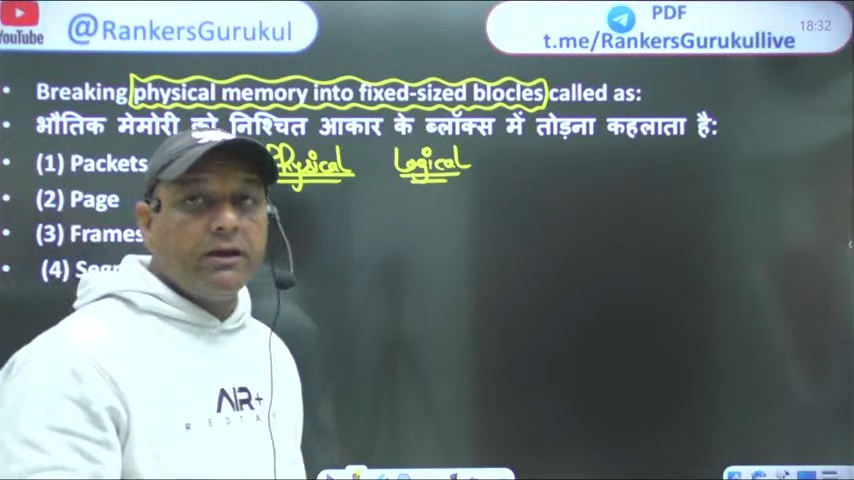 YouTube
@RankersGurukul
PDF
t.me/RankersGurukullive
18:32
Breaking physical memory into fixed-sized blocles called as:
भौतिक मेमोरी को निश्चित आकार के ब्लॉक्स में तोड़ना कहलाता है:
(1) Packets Physical Logical
(2) Page
(3) Frames
(4)
AIR+